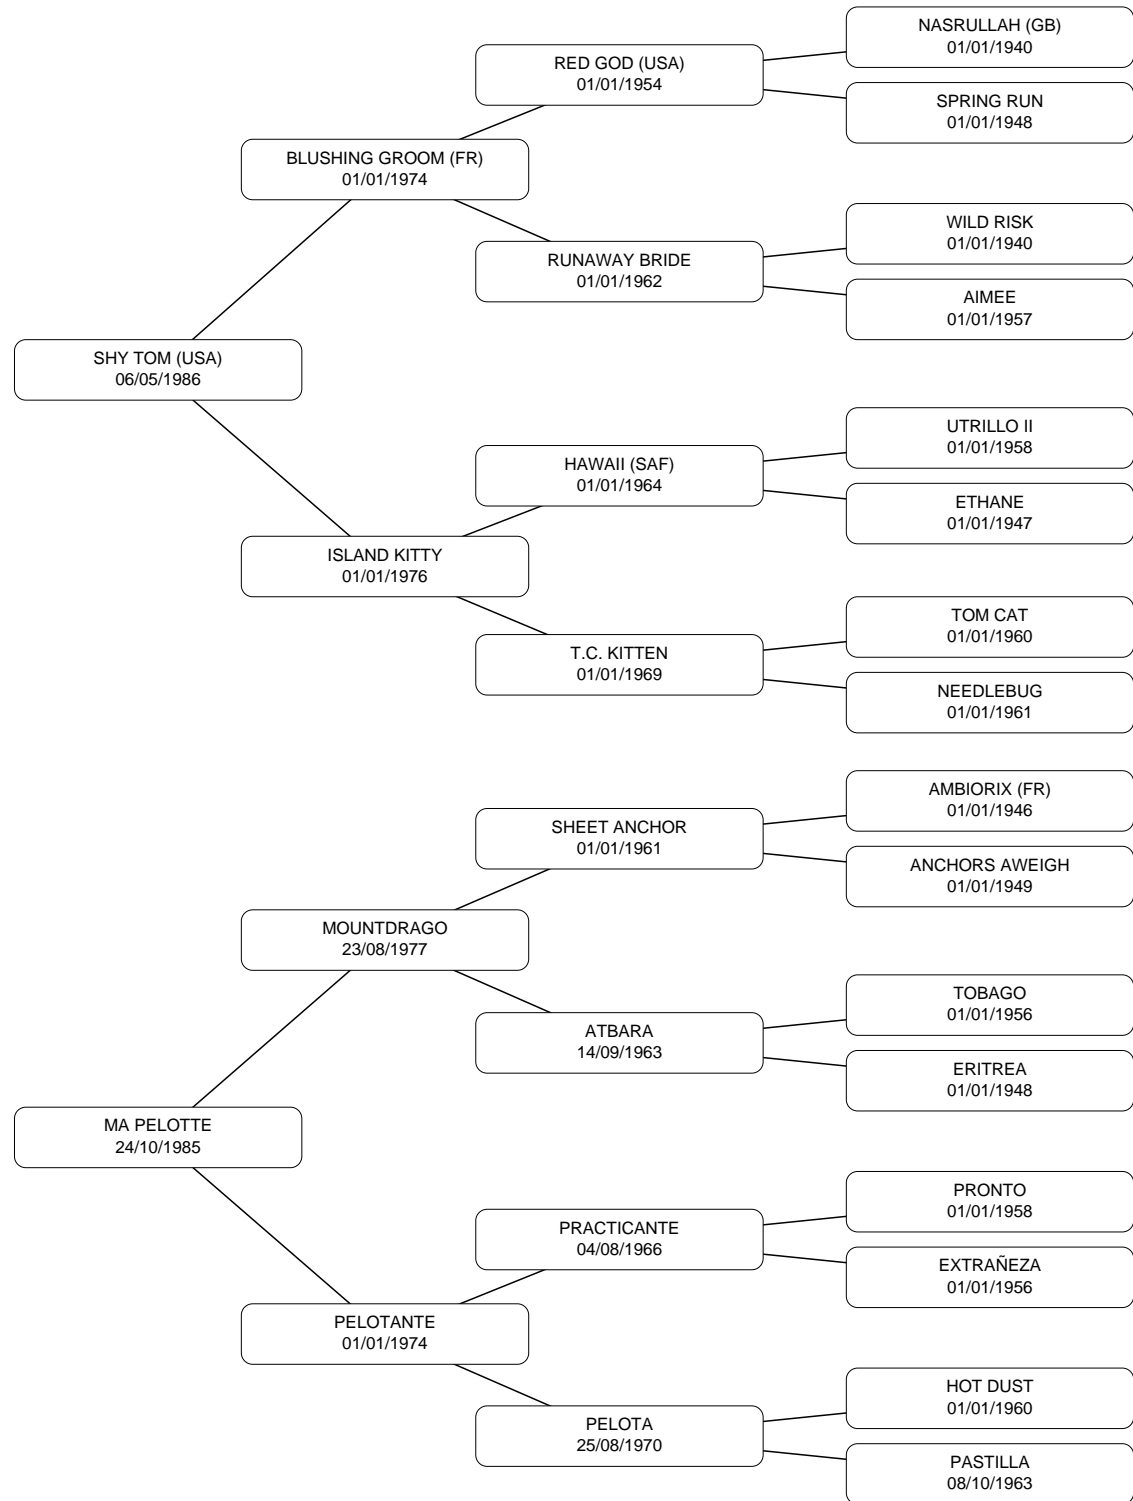 NASRULLAH (GB)
01/01/1940
RED GOD (USA)
01/01/1954
SPRING RUN
01/01/1948
BLUSHING GROOM (FR)
01/01/1974
WILD RISK
01/01/1940
RUNAWAY BRIDE
01/01/1962
AIMEE
01/01/1957
SHY TOM (USA)
06/05/1986
UTRILLO II
01/01/1958
HAWAII (SAF)
01/01/1964
ETHANE
01/01/1947
ISLAND KITTY
01/01/1976
TOM CAT
01/01/1960
T.C. KITTEN
01/01/1969
NEEDLEBUG
01/01/1961
AMBIORIX (FR)
01/01/1946
SHEET ANCHOR
01/01/1961
ANCHORS AWEIGH
01/01/1949
MOUNTDRAGO
23/08/1977
TOBAGO
01/01/1956
ATBARA
14/09/1963
ERITREA
01/01/1948
MA PELOTTE
24/10/1985
PRONTO
01/01/1958
PRACTICANTE
04/08/1966
EXTRAÑEZA
01/01/1956
PELOTANTE
01/01/1974
HOT DUST
01/01/1960
PELOTA
25/08/1970
PASTILLA
08/10/1963